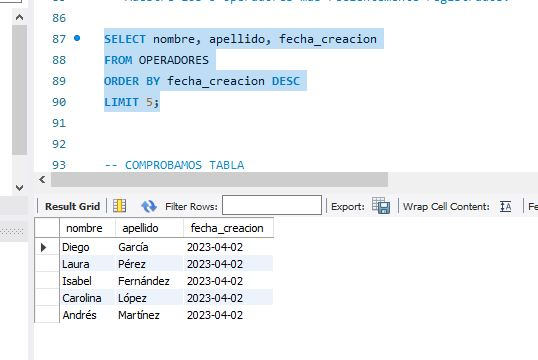 87 SELECT nombre, apellido, fecha_creacion
88 FROM OPERADORES
89 ORDER BY fecha_creacion DESC
90 LIMIT 5;
91
92
93 -- COMPROBAMOS TABLA
Result Grid Filter Rows: Export: Wrap Cell Content: Fe
nombre apellido fecha_creacion
Diego García 2023-04-02
Laura Pérez 2023-04-02
Isabel Fernández 2023-04-02
Carolina López 2023-04-02
Andrés Martínez 2023-04-02